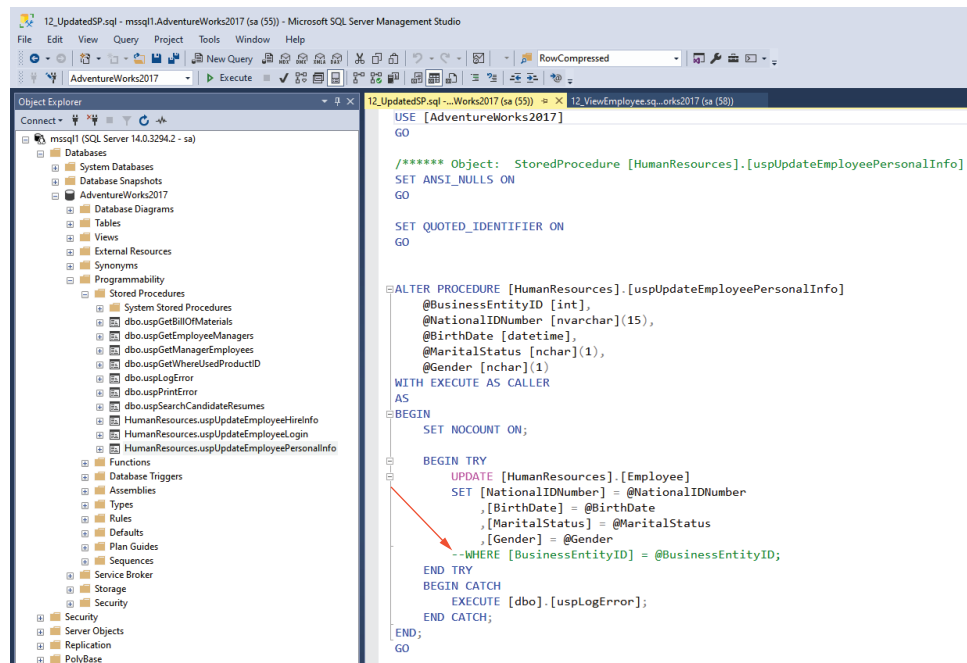 12_UpdatedSP.sql - mssql1.AdventureWorks2017 (sa (55)) - Microsoft SQL Server Management Studio
File Edit View Query Project Tools Window Help
New Query RowCompressed
AdventureWorks2017 Execute
Object Explorer
Connect
mssql1 (SQL Server 14.0.3294.2 - sa)
Databases
System Databases
Database Snapshots
AdventureWorks2017
Database Diagrams
Tables
Views
External Resources
Synonyms
Programmability
Stored Procedures
System Stored Procedures
dbo.uspGetBillOfMaterials
dbo.uspGetEmployeeManagers
dbo.uspGetManagerEmployees
dbo.uspGetWhereUsedProductID
dbo.uspLogError
dbo.uspPrintError
dbo.uspSearchCandidateResumes
HumanResources.uspUpdateEmployeeHireInfo
HumanResources.uspUpdateEmployeeLogin
HumanResources.uspUpdateEmployeePersonalInfo
Functions
Database Triggers
Assemblies
Types
Rules
Defaults
Plan Guides
Sequences
Service Broker
Storage
Security
Security
Server Objects
Replication
PolyBase
12_UpdatedSP.sql -...Works2017 (sa (55)) 12_ViewEmployee.sq...orks2017 (sa (58))
USE [AdventureWorks2017]
GO
/****** Object: StoredProcedure [HumanResources].[uspUpdateEmployeePersonalInfo]
SET ANSI_NULLS ON
GO
SET QUOTED_IDENTIFIER ON
GO
ALTER PROCEDURE [HumanResources].[uspUpdateEmployeePersonalInfo]
@BusinessEntityID [int],
@NationalIDNumber [nvarchar](15),
@BirthDate [datetime],
@MaritalStatus [nchar](1),
@Gender [nchar](1)
WITH EXECUTE AS CALLER
AS
BEGIN
SET NOCOUNT ON;
BEGIN TRY
UPDATE [HumanResources].[Employee]
SET [NationalIDNumber] = @NationalIDNumber
,[BirthDate] = @BirthDate
,[MaritalStatus] = @MaritalStatus
,[Gender] = @Gender
--WHERE [BusinessEntityID] = @BusinessEntityID;
END TRY
BEGIN CATCH
EXECUTE [dbo].[uspLogError];
END CATCH;
END;
GO